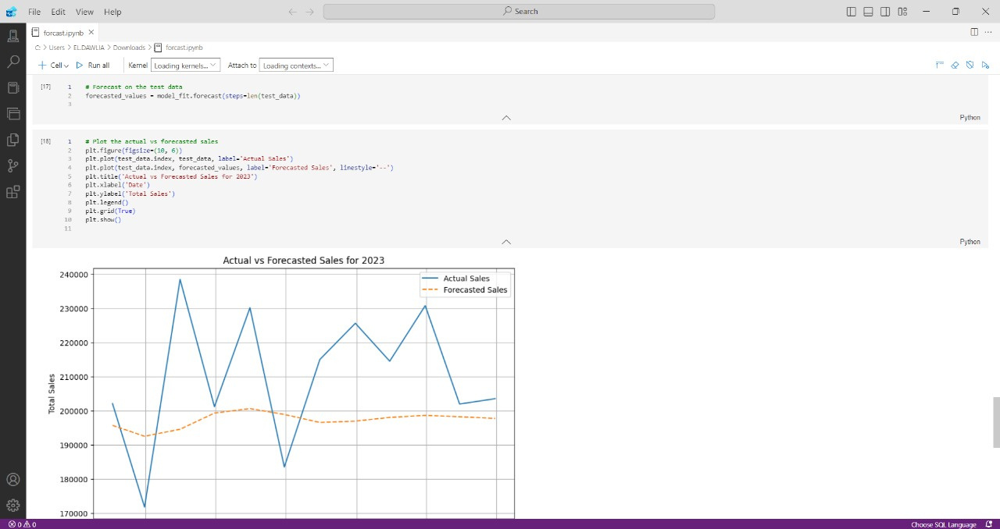 File Edit View Help
Search
forcast.ipynb
C: > Users > EL.DAWLIA > Downloads > forcast.ipynb
Cell Run all Kernel Loading kernels... Attach to Loading contexts...
[17] 1 # Forecast on the test data
2 forecasted_values = model_fit.forecast(steps=len(test_data))
3
Python
[18] 1 # Plot the actual vs forecasted sales
2 plt.figure(figsize=(10, 6))
3 plt.plot(test_data.index, test_data, label='Actual Sales')
4 plt.plot(test_data.index, forecasted_values, label='Forecasted Sales', linestyle='--')
5 plt.title('Actual vs Forecasted Sales for 2023')
6 plt.xlabel('Date')
7 plt.ylabel('Total Sales')
8 plt.legend()
9 plt.grid(True)
10 plt.show()
11
Python
Actual vs Forecasted Sales for 2023
Actual Sales
Forecasted Sales
Total Sales
240000
230000
220000
210000
200000
190000
180000
170000
0 0
Choose SQL Language